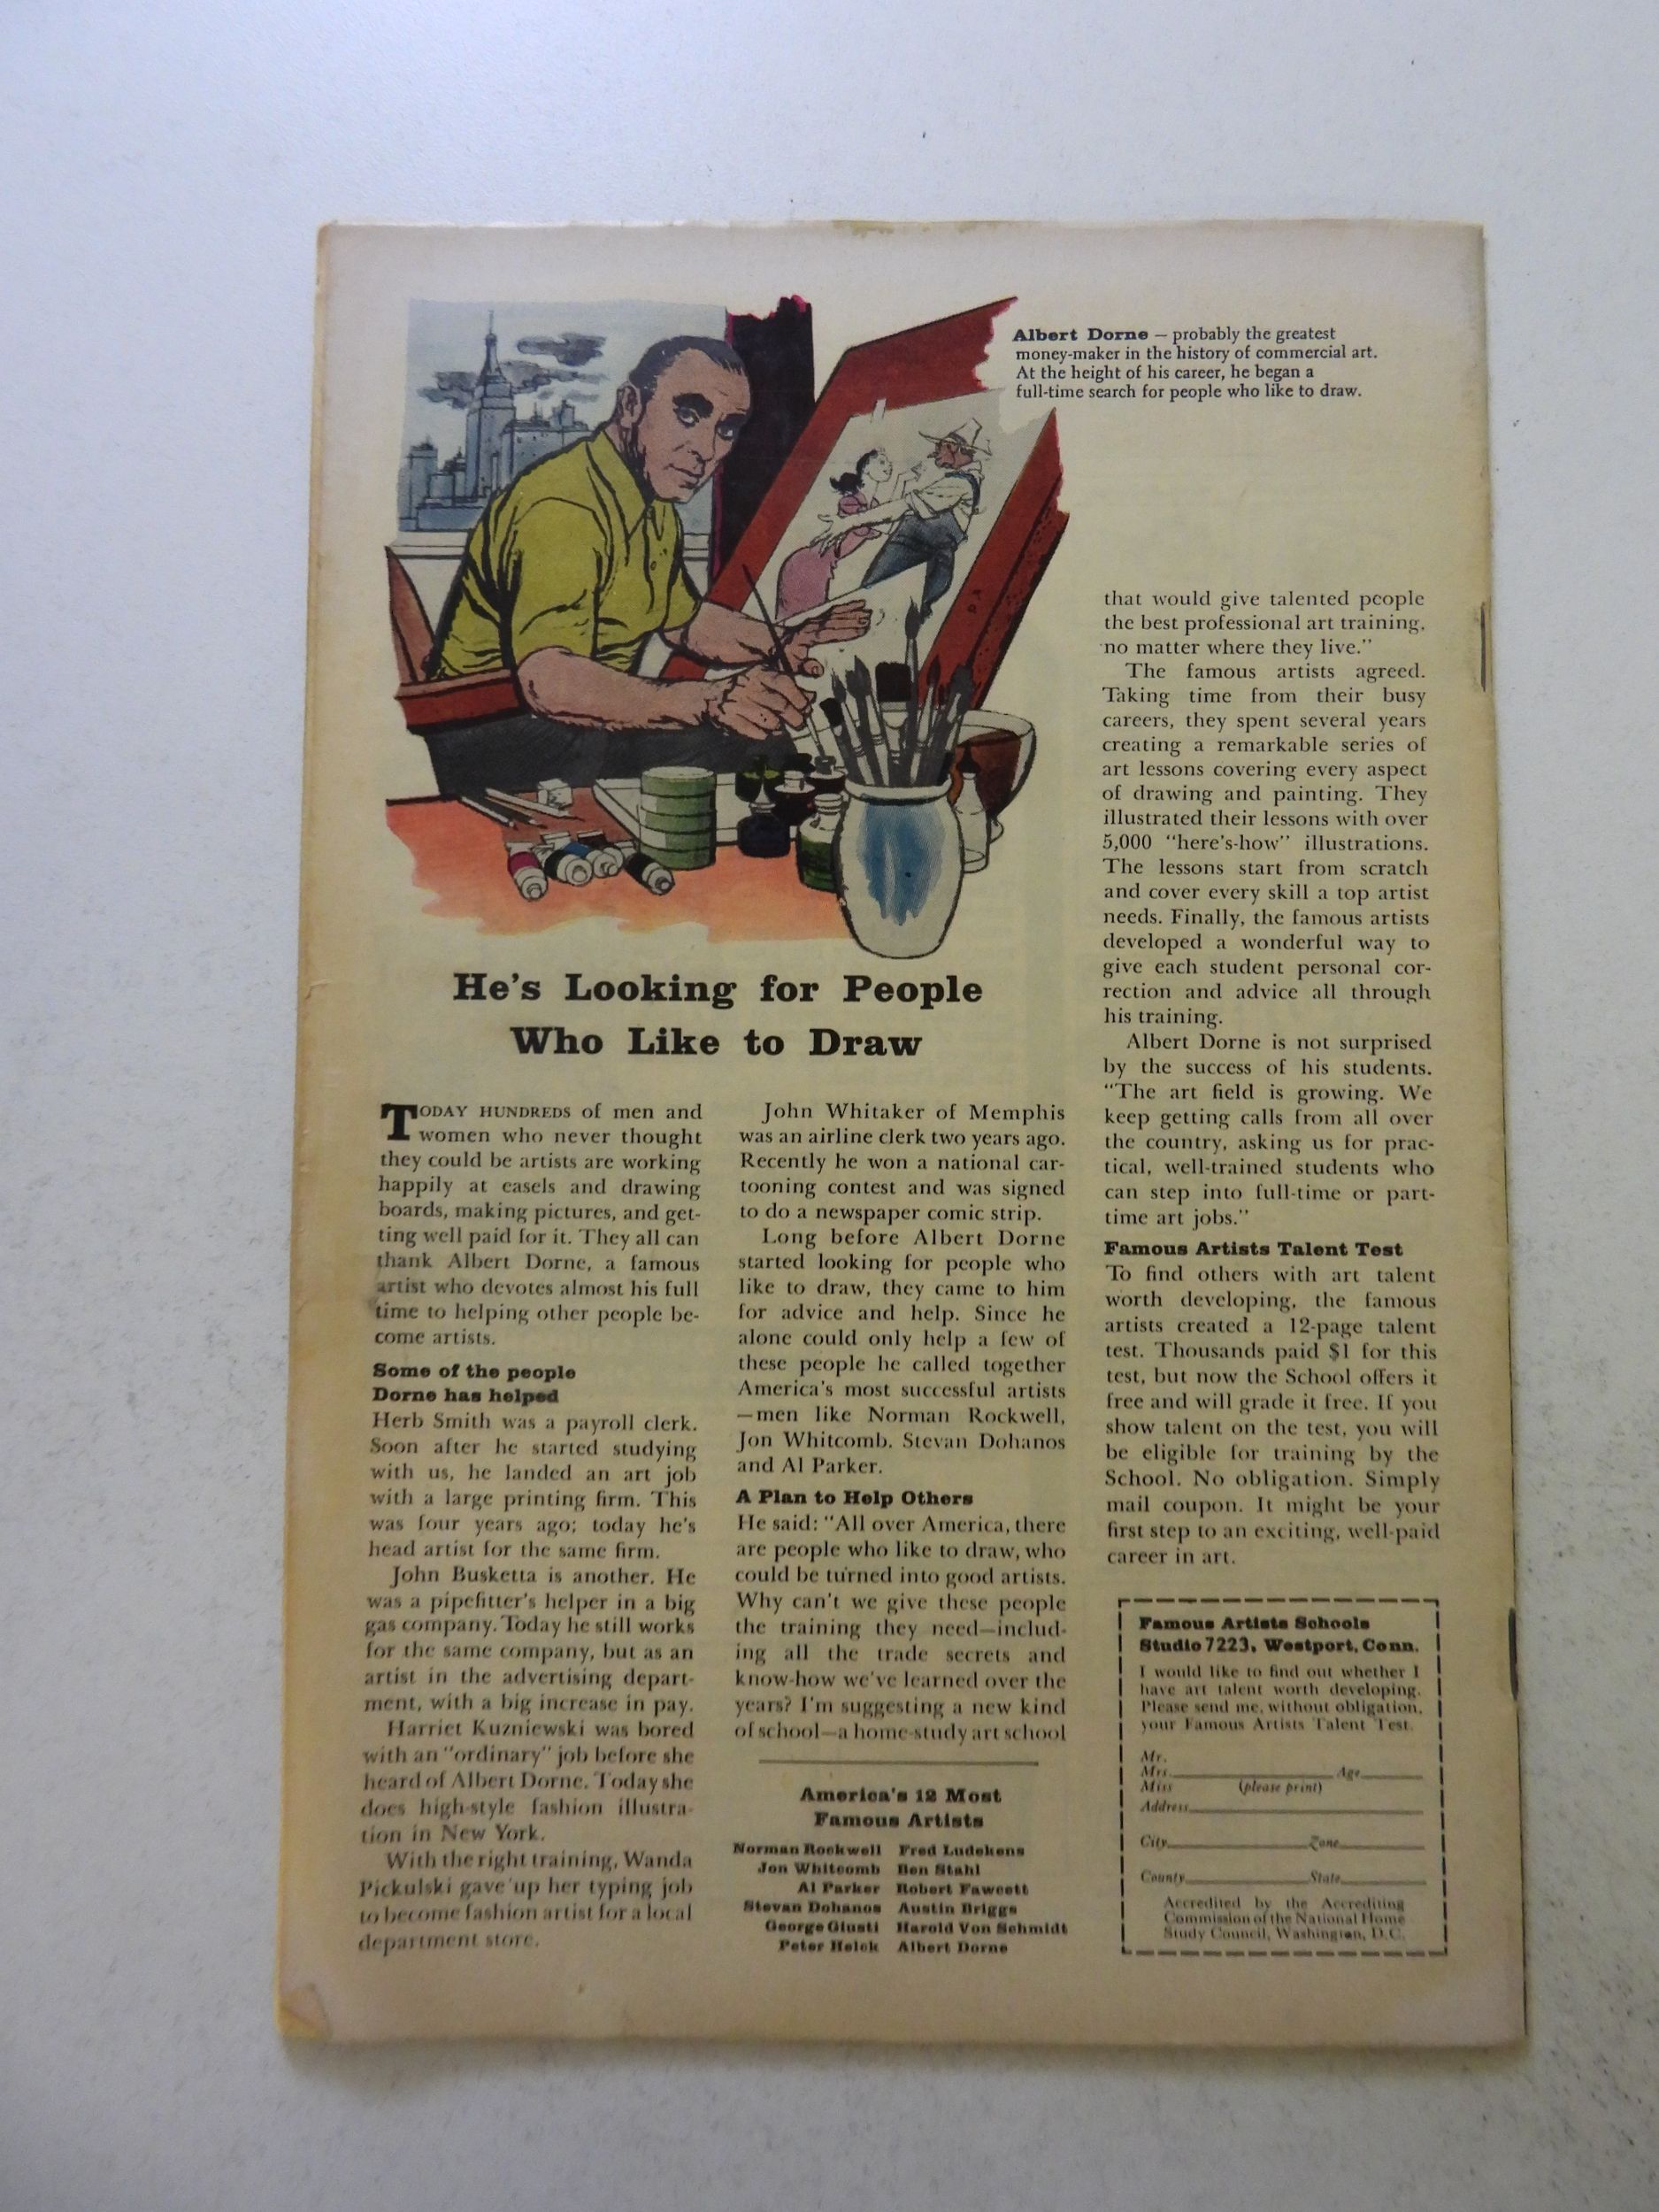 Albert Dorne — probably the greatest
money-maker in the history of commercial art.
At the height of his career, he began a
full-time search for people who like to draw.
He's Looking for People
Who Like to Draw
TODAY HUNDREDS of men and
women who never thought
they could be artists are working
happily at easels and drawing
boards, making pictures, and get-
ting well paid for it. They all can
thank Albert Dorne, a famous
artist who devotes almost his full
time to helping other people be-
come artists.
Some of the people
Dorne has helped
Herb Smith was a payroll clerk.
Soon after he started studying
with us, he landed an art job
with a large printing firm. This
was four years ago; today he's
head artist for the same firm.
John Busketta is another. He
was a pipefitter's helper in a big
gas company. Today he still works
for the same company, but as an
artist in the advertising depart-
ment, with a big increase in pay.
Harriet Kuzniewski was bored
with an "ordinary" job before she
heard of Albert Dorne. Today she
does high-style fashion illustra-
tion in New York.
With the right training, Wanda
Pickulski gave up her typing job
to become fashion artist for a local
department store.
John Whitaker of Memphis
was an airline clerk two years ago.
Recently he won a national car-
tooning contest and was signed
to do a newspaper comic strip.
Long before Albert Dorne
started looking for people who
like to draw, they came to him
for advice and help. Since he
alone could only help a few of
these people he called together
America's most successful artists
—men like Norman Rockwell,
Jon Whitcomb, Stevan Dohanos
and Al Parker.
A Plan to Help Others
He said: "All over America, there
are people who like to draw, who
could be turned into good artists.
Why can't we give these people
the training they need—includ-
ing all the trade secrets and
know-how we've learned over the
years? I'm suggesting a new kind
of school—a home-study art school
America's 12 Most
Famous Artists
Norman Rockwell Fred Ludekens
Jon Whitcomb Ben Stahl
Al Parker Robert Fawcett
Stevan Dohanos Austin Briggs
George Giusti Harold Von Schmidt
Peter Helck Albert Dorne
that would give talented people
the best professional art training,
no matter where they live."
The famous artists agreed.
Taking time from their busy
careers, they spent several years
creating a remarkable series of
art lessons covering every aspect
of drawing and painting. They
illustrated their lessons with over
5,000 "here's-how" illustrations.
The lessons start from scratch
and cover every skill a top artist
needs. Finally, the famous artists
developed a wonderful way to
give each student personal cor-
rection and advice all through
his training.
Albert Dorne is not surprised
by the success of his students.
"The art field is growing. We
keep getting calls from all over
the country, asking us for prac-
tical, well-trained students who
can step into full-time or part-
time art jobs."
Famous Artists Talent Test
To find others with art talent
worth developing, the famous
artists created a 12-page talent
test. Thousands paid $1 for this
test, but now the School offers it
free and will grade it free. If you
show talent on the test, you will
be eligible for training by the
School. No obligation. Simply
mail coupon. It might be your
first step to an exciting, well-paid
career in art.
Famous Artists Schools
Studio 7223, Westport, Conn.
I would like to find out whether I
have art talent worth developing.
Please send me, without obligation,
your Famous Artists Talent Test.
Mr.
Mrs. Age
Miss (please print)
Address
City Zone
County State
Accredited by the Accrediting
Commission of the National Home
Study Council, Washington, D.C.